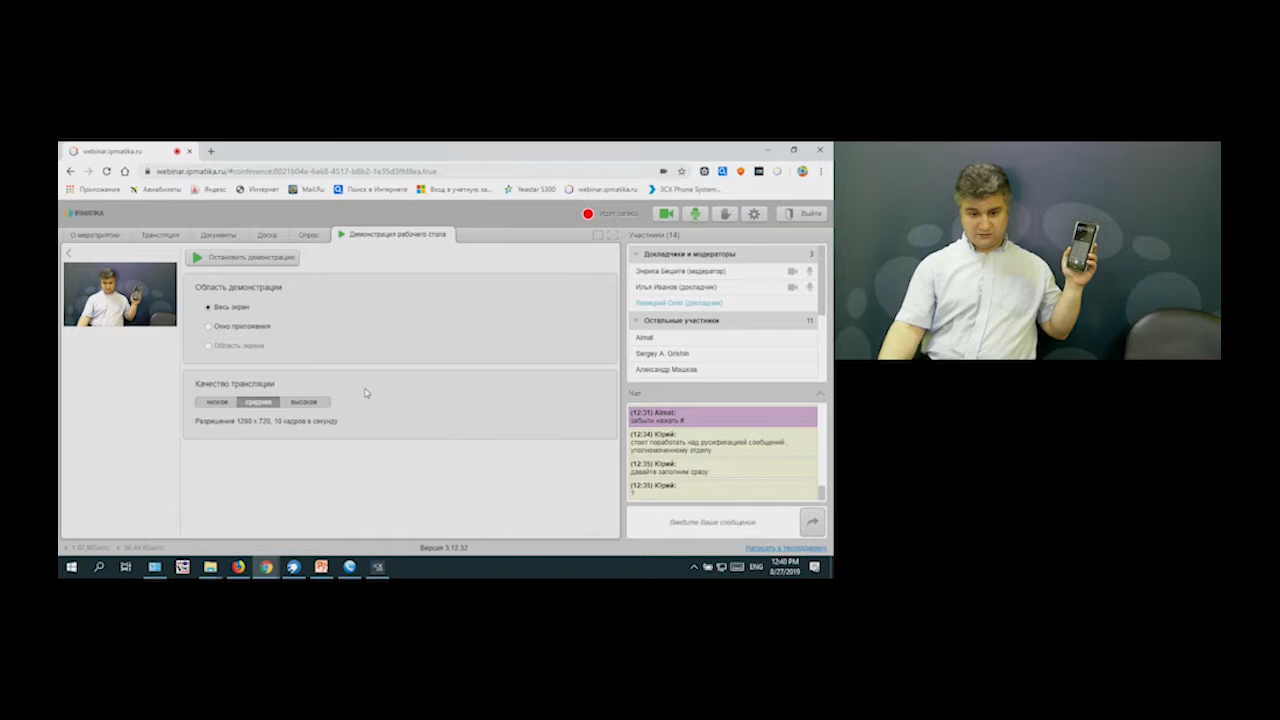 webinar.ipmatika.ru
webinar.ipmatika.ru/#conference:8021b04e-6a68-4517-b8b2-1e35d3ffd8ea,true
Приложения
Авиабилеты
Яндекс
Интернет
Mail.Ru
Поиск в Интернете
Вход в учетную за...
Yeastar S300
webinar.ipmatika.ru
3CX Phone System...
IPMATIKA
Идет запись
Выйти
О мероприятии
Трансляция
Документы
Доска
Опрос
Демонстрация рабочего стола
Остановить демонстрацию
Область демонстрации
Весь экран
Окно приложения
Область экрана
Качество трансляции
низкое
среднее
высокое
Разрешение 1280 x 720, 10 кадров в секунду
Участники (14)
Докладчики и модераторы 3
Энрика Бешите (модератор)
Илья Иванов (докладчик)
Левицкий Олег (докладчик)
Остальные участники 11
Almat
Sergey A. Grishin
Александр Машков
Чат
(12:31) Almat:
забыли нажать #
(12:34) Юрий:
стоит поработать над русификацией сообщений ,
уполномоченному отделу
(12:35) Юрий:
давайте заполним сразу:
(12:35) Юрий:
?
Введите Ваше сообщение
Версия 3.12.32
Написать в техподдержку
ENG
12:40 PM
8/27/2019